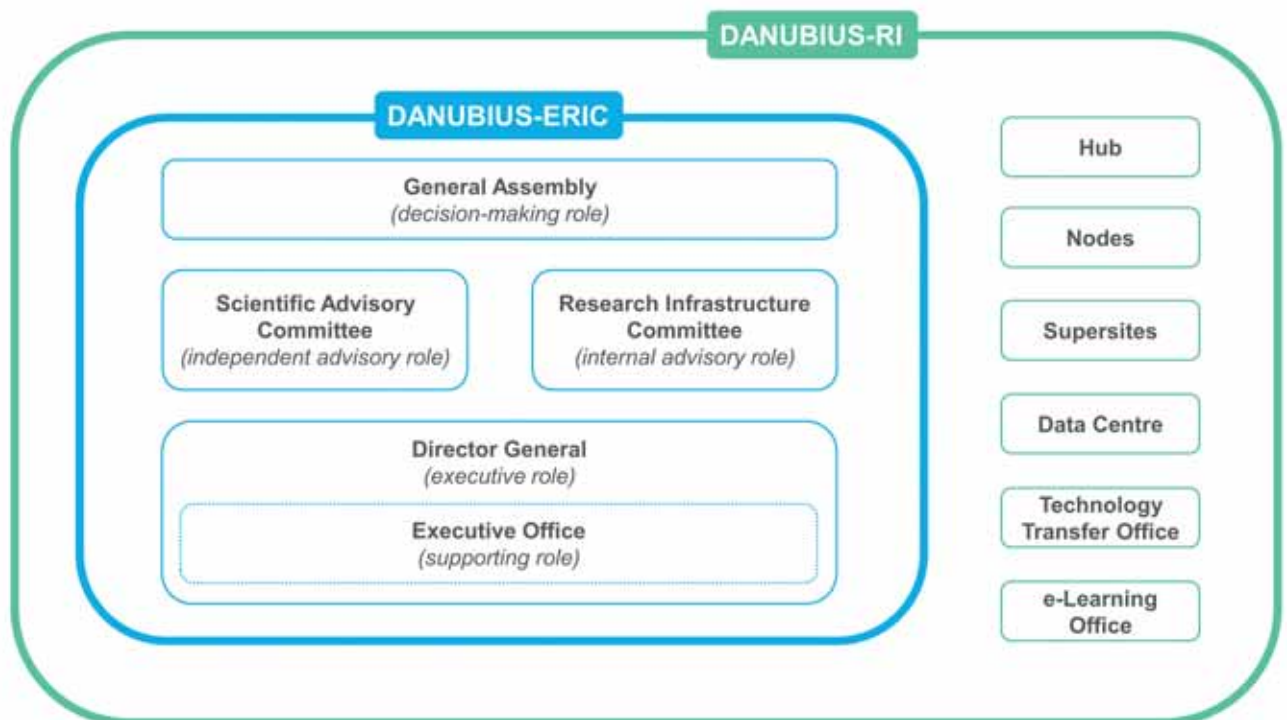 DANUBIUS-RI
DANUBIUS-ERIC
General Assembly
(decision-making role)
Scientific Advisory
Committee
(independent advisory role)
Research Infrastructure
Committee
(internal advisory role)
Director General
(executive role)
Executive Office
(supporting role)
Hub
Nodes
Supersites
Data Centre
Technology
Transfer Office
e-Learning
Office